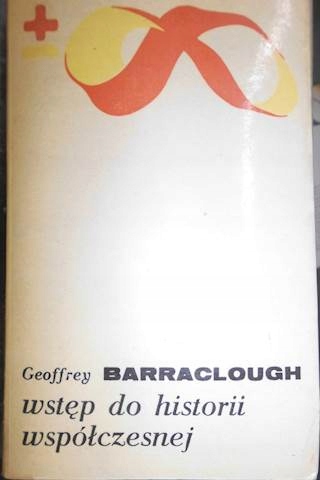 Geoffrey BARRACLOUGH
wstęp do historii
współczesnej